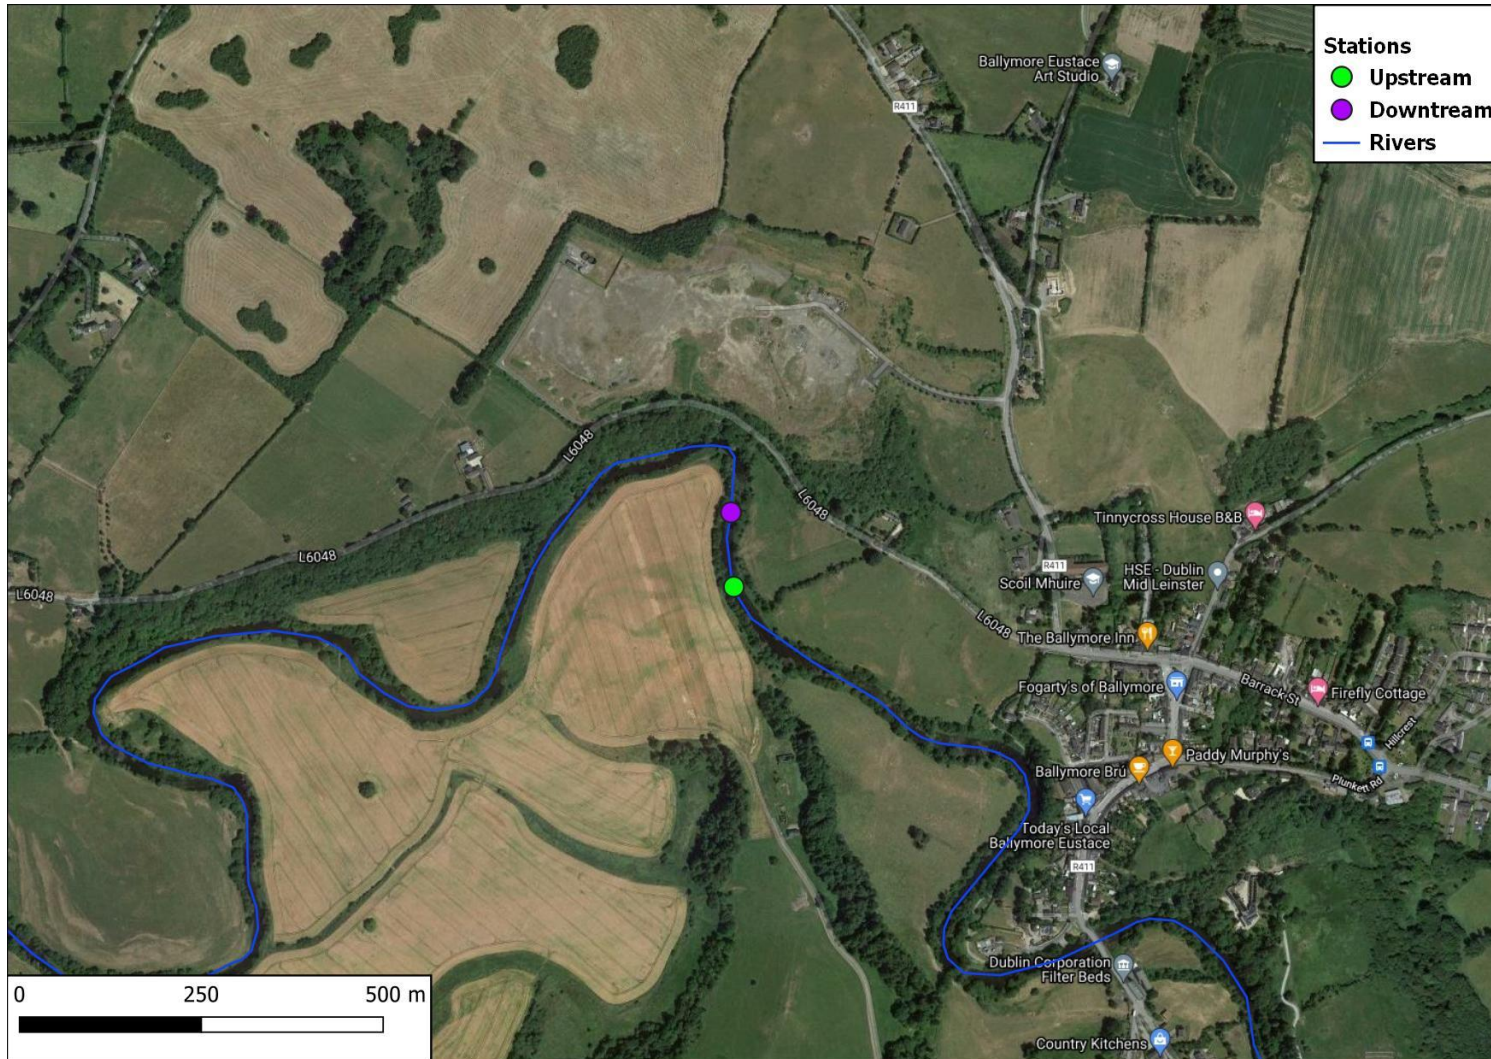 Stations
Upstream
Downtream
Rivers
Ballymore Eustace
Art Studio
R411
L6048
L6048
Tinnycross House B&B
L6048
R411
HSE - Dublin
Mid Leinster
Scoil Mhuire
L6048
L6048
The Ballymore Inn
Fogarty's of Ballymore
Barrack St
Firefly Cottage
Hillcrest
Paddy Murphy's
Ballymore Brú
Plunkett Rd
Today's Local
Ballymore Eustace
R411
Dublin Corporation
Filter Beds
Country Kitchens
0 250 500 m